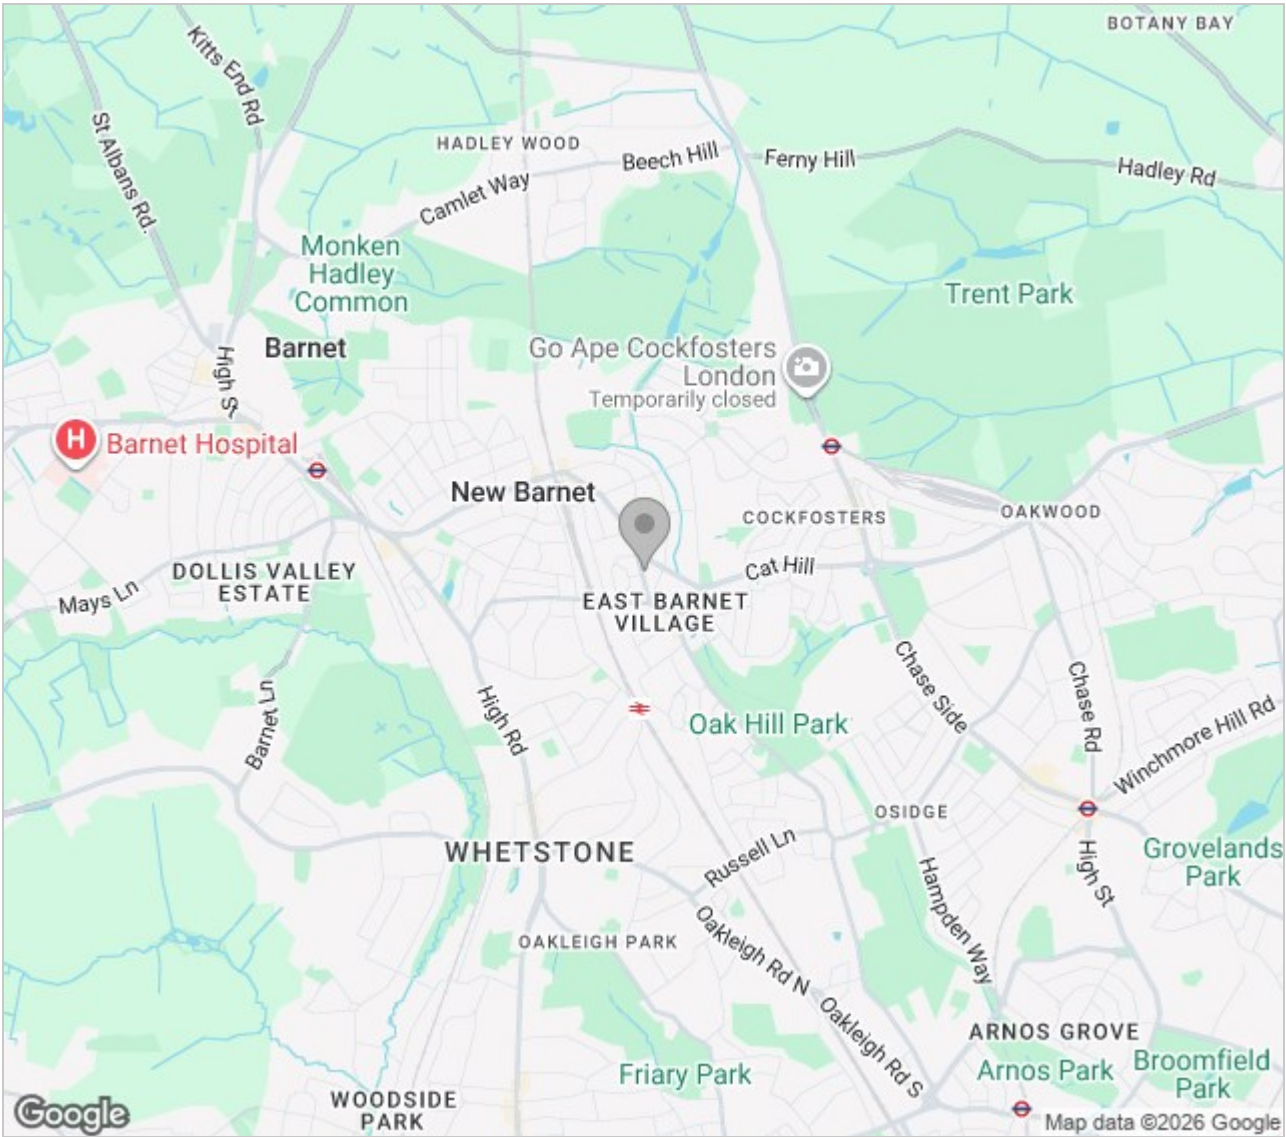 BOTANY BAY
Kitts End Rd
St Albans Rd.
HADLEY WOOD
Beech Hill
Ferny Hill
Hadley Rd
Camlet Way
Monken
Hadley
Common
Trent Park
Barnet
Go Ape Cockfosters
London
Temporarily closed
High St
H
Barnet Hospital
New Barnet
COCKFOSTERS
OAKWOOD
DOLLIS VALLEY
ESTATE
Mays Ln
Cat Hill
EAST BARNET
VILLAGE
Barnet Ln
High Rd
Chase Side
Chase Rd
Winchmore Hill Rd
Oak Hill Park
OSIDGE
WHETSTONE
Russell Ln
High St
Grovelands
Park
Hampden Way
OAKLEIGH PARK
Oakleigh Rd N
Oakleigh Rd S
ARNOS GROVE
Arnos Park
Broomfield
Park
Friary Park
WOODSIDE
PARK
Google
Map data ©2026 Google